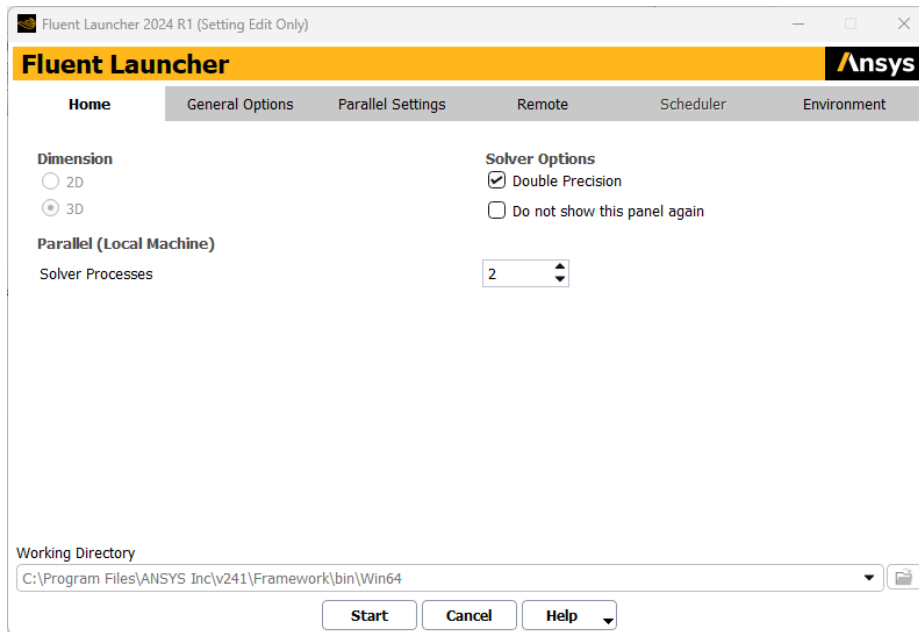 Fluent Launcher 2024 R1 (Setting Edit Only)
Fluent Launcher
Ansys
Home General Options Parallel Settings Remote Scheduler Environment
Dimension
2D
3D
Solver Options
Double Precision
Do not show this panel again
Parallel (Local Machine)
Solver Processes 2
Working Directory
C:\Program Files\ANSYS Inc\v241\Framework\bin\Win64
Start Cancel Help